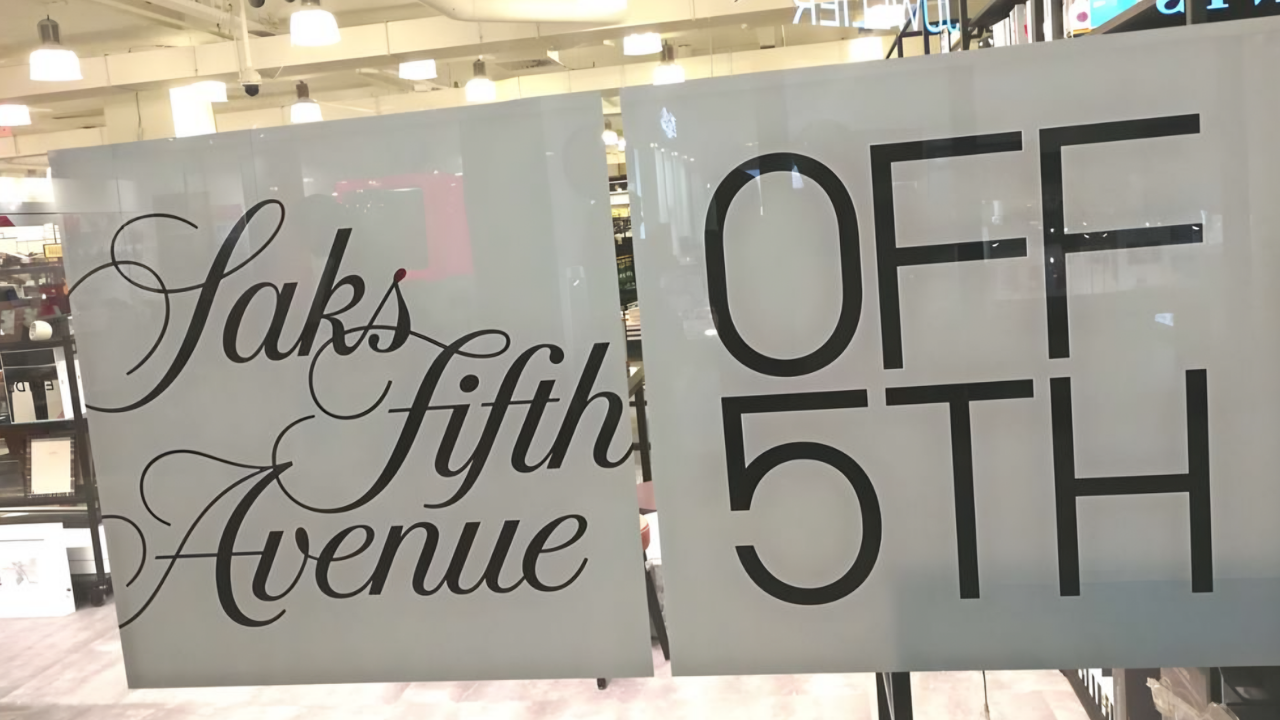 Saks
fifth
Avenue
OFF
5TH